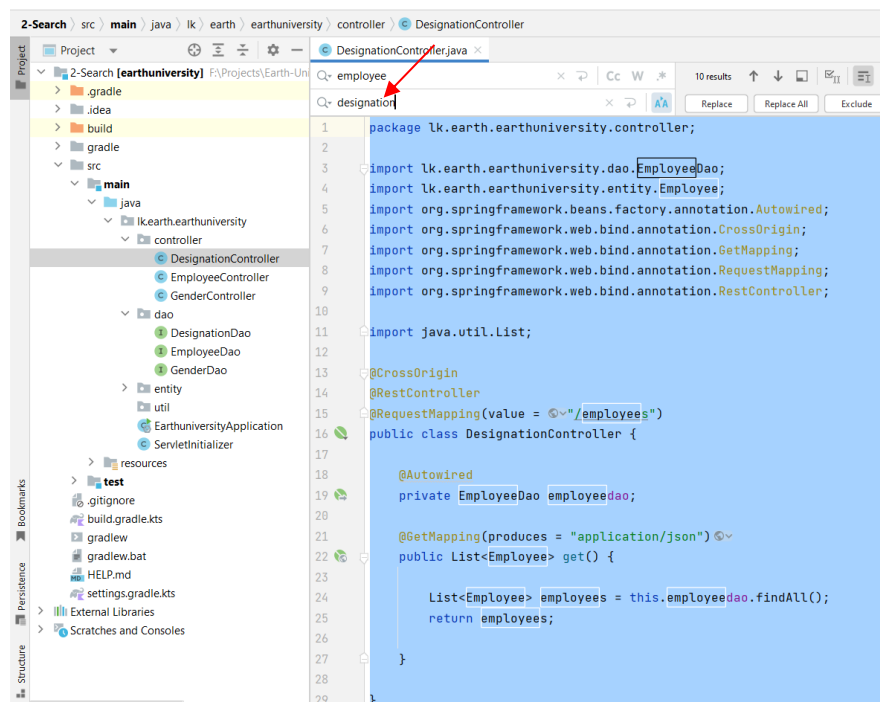 2-Search src main java lk earth earthuniversity controller DesignationController
Project
Project
DesignationController.java
2-Search [earthuniversity] F:\Projects\Earth-Uni
.gradle
.idea
build
gradle
src
main
java
lk.earth.earthuniversity
controller
DesignationController
EmployeeController
GenderController
dao
DesignationDao
EmployeeDao
GenderDao
entity
util
EarthuniversityApplication
ServletInitializer
resources
test
.gitignore
build.gradle.kts
gradlew
gradlew.bat
HELP.md
settings.gradle.kts
External Libraries
Scratches and Consoles
Bookmarks
Persistence
Structure
employee Cc W .* 10 results
designation Replace Replace All Exclude
1 package lk.earth.earthuniversity.controller;
2
3 import lk.earth.earthuniversity.dao.EmployeeDao;
4 import lk.earth.earthuniversity.entity.Employee;
5 import org.springframework.beans.factory.annotation.Autowired;
6 import org.springframework.web.bind.annotation.CrossOrigin;
7 import org.springframework.web.bind.annotation.GetMapping;
8 import org.springframework.web.bind.annotation.RequestMapping;
9 import org.springframework.web.bind.annotation.RestController;
10
11 import java.util.List;
12
13 @CrossOrigin
14 @RestController
15 @RequestMapping(value = "/employees")
16 public class DesignationController {
17
18 @Autowired
19 private EmployeeDao employeedao;
20
21 @GetMapping(produces = "application/json")
22 public List<Employee> get() {
23
24 List<Employee> employees = this.employeedao.findAll();
25 return employees;
26
27 }
28
29 }